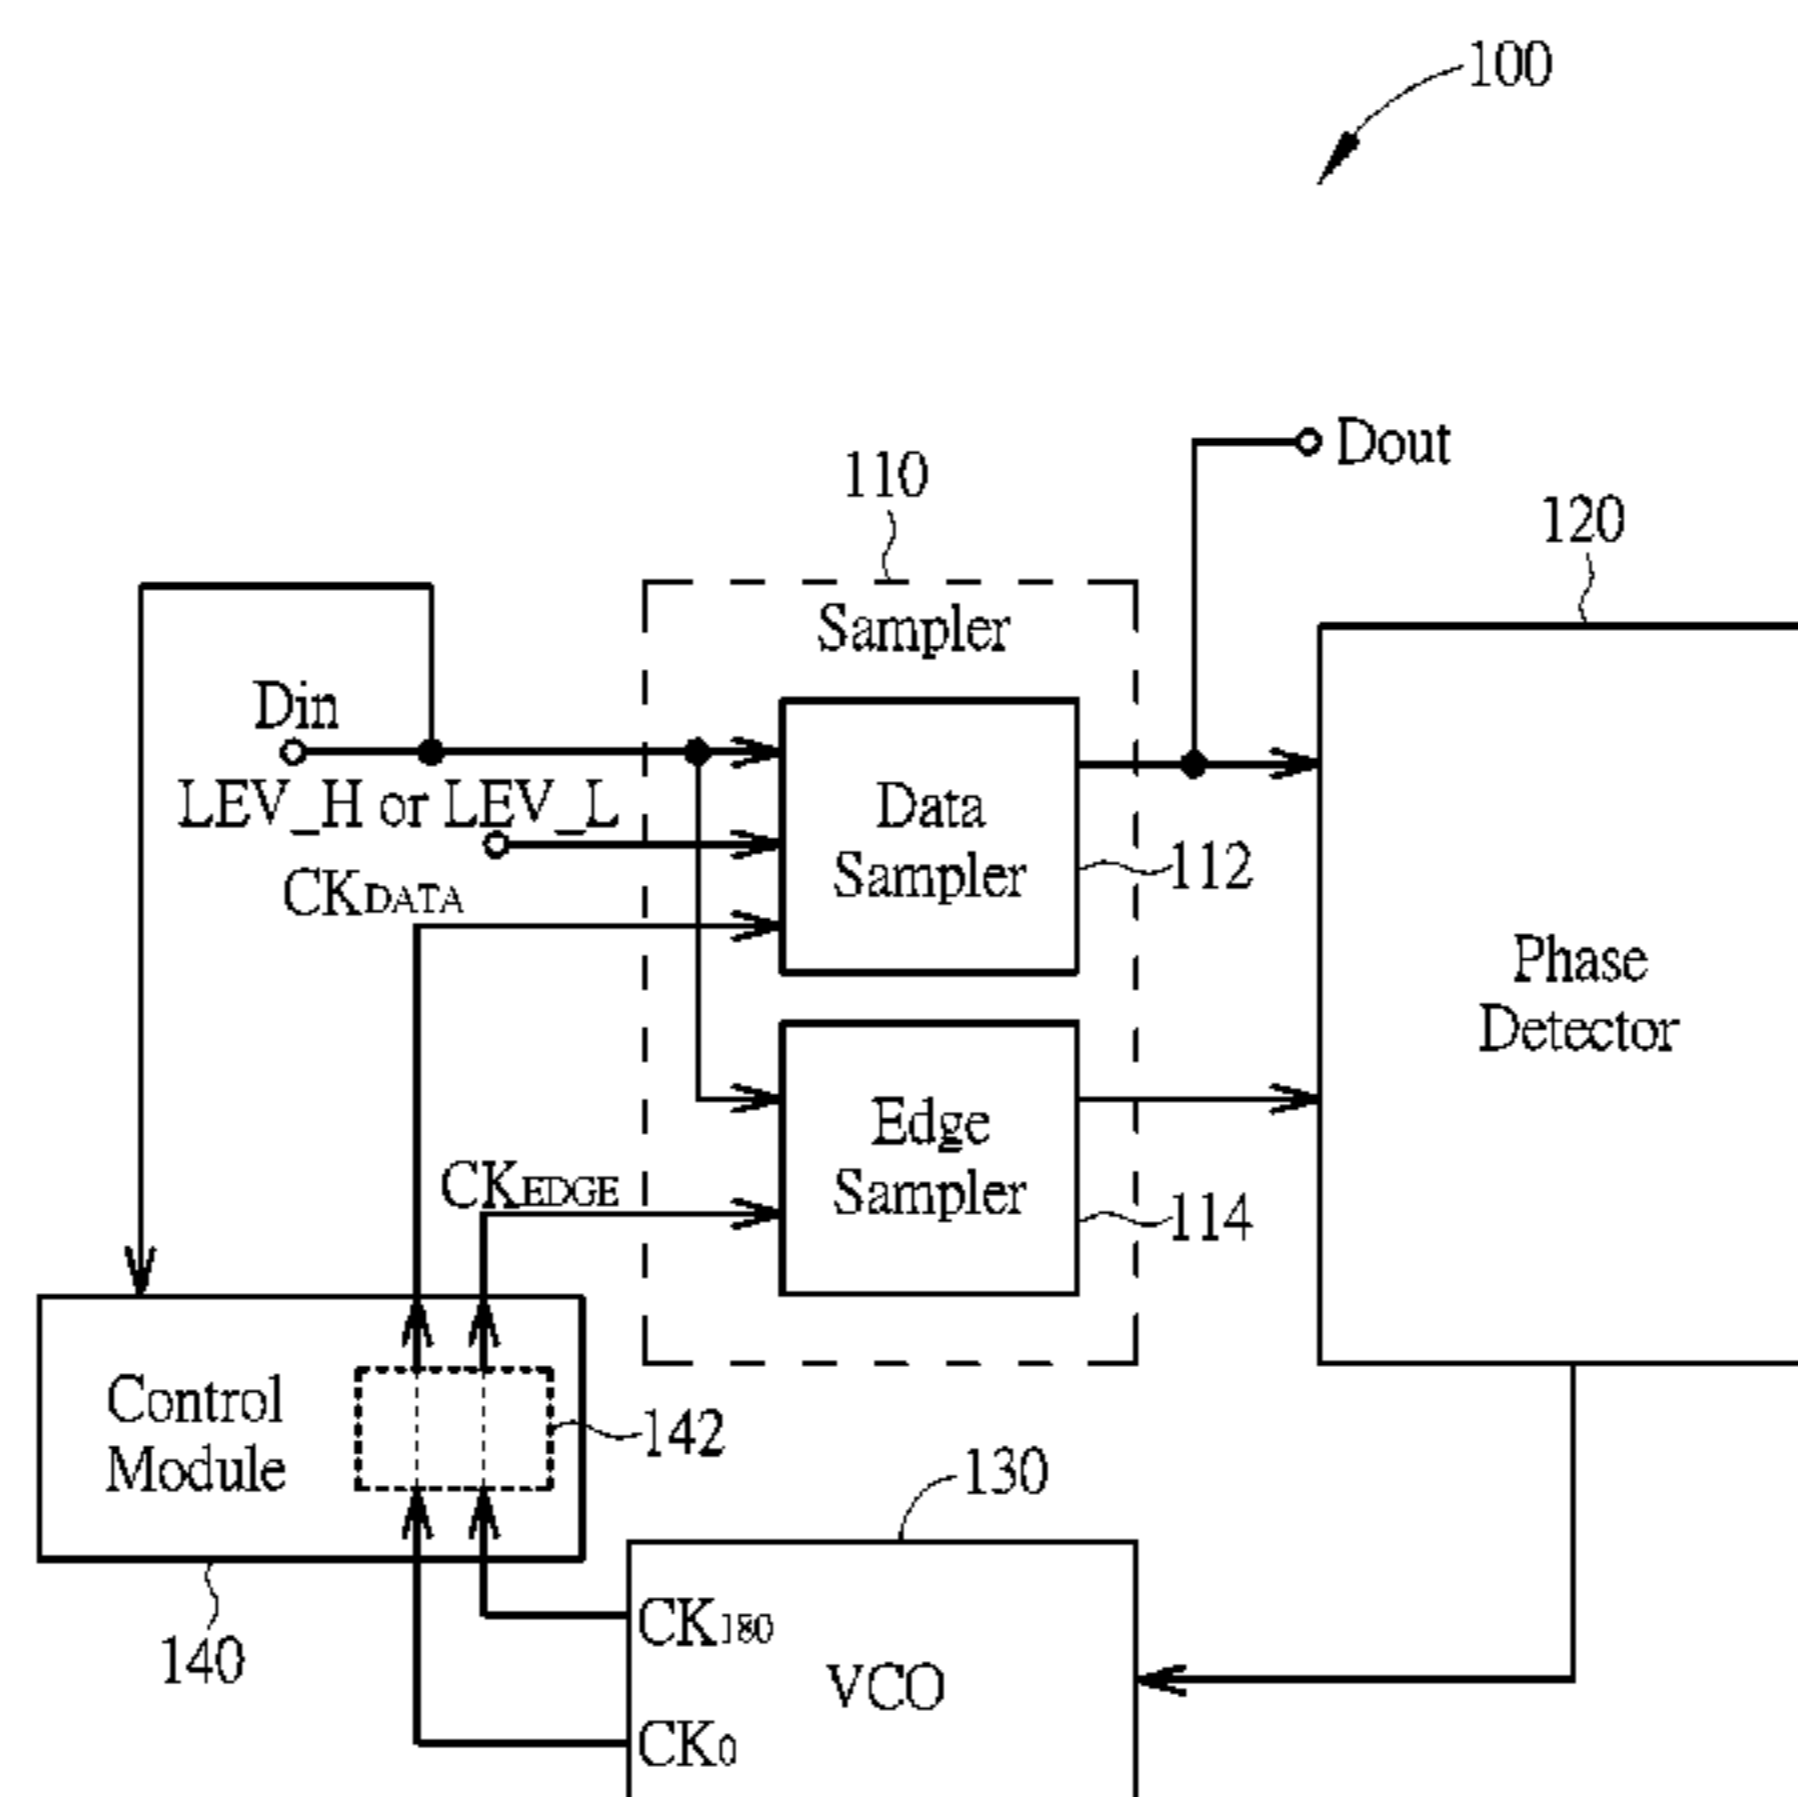 100
Dout
110
120
Sampler
Din
LEV_H or LEV_L
Data
Sampler
112
CKDATA
Phase
Detector
Edge
Sampler
CKEDGE
114
Control
Module
142
130
140
CK180
VCO
CK0